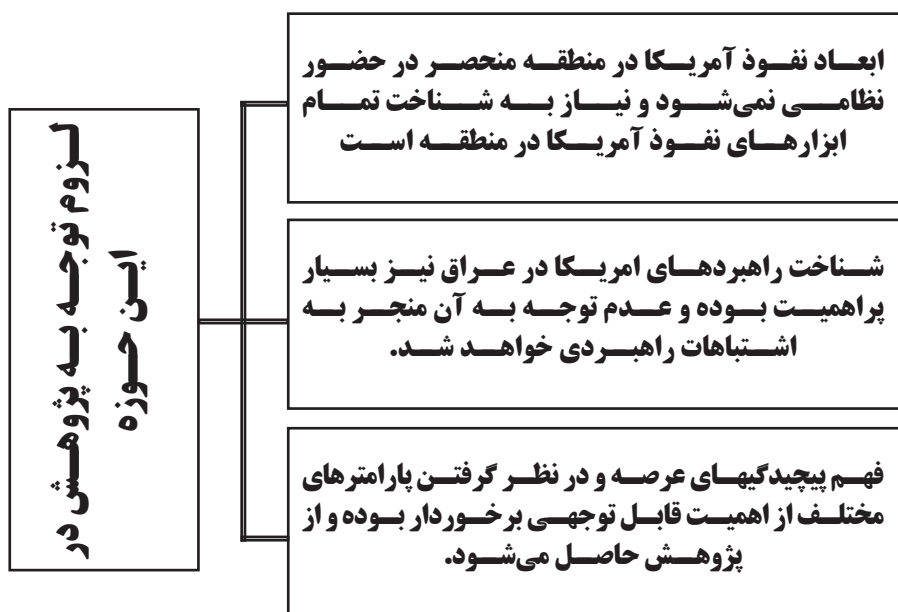 لزوم توجه به پژوهش در
این حوزه
ابعاد نفوذ آمریکا در منطقه منحصر در حضور
نظامی نمی‌شود و نیاز به شناخت تمام
ابزارهای نفوذ آمریکا در منطقه است
شناخت راهبردهای امریکا در عراق نیز بسیار
پراهمیت بوده و عدم توجه به آن منجر به
اشتباهات راهبردی خواهد شد.
فهم پیچیدگیهای عرصه و در نظر گرفتن پارامترهای
مختلف از اهمیت قابل توجهی برخوردار بوده و از
پژوهش حاصل می‌شود.